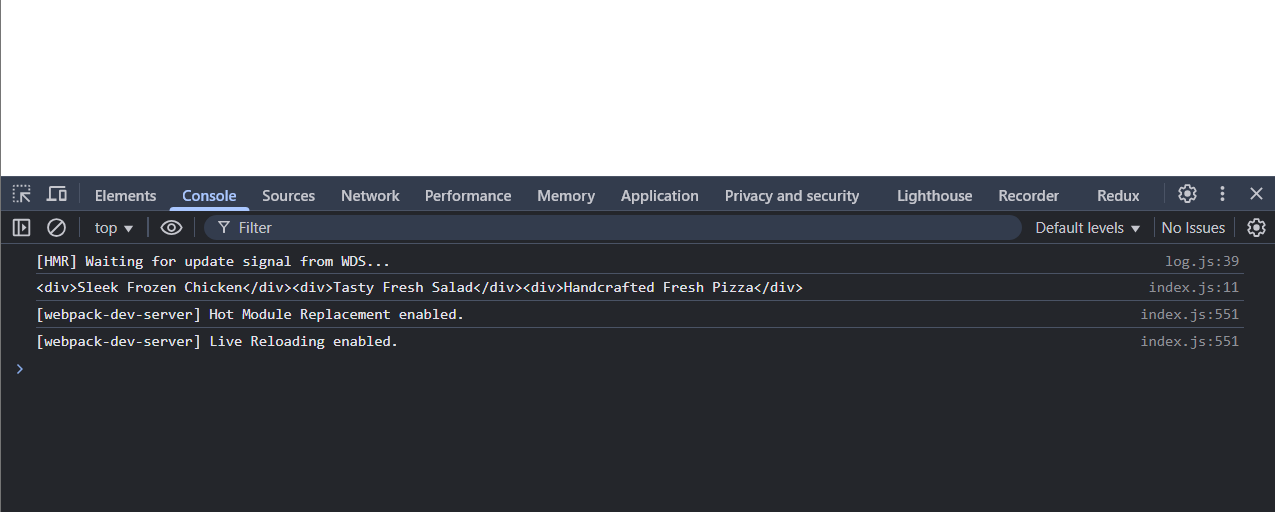 Elements Console Sources Network Performance Memory Application Privacy and security Lighthouse Recorder Redux
top Filter Default levels No Issues
[HMR] Waiting for update signal from WDS... log.js:39
<div>Sleek Frozen Chicken</div><div>Tasty Fresh Salad</div><div>Handcrafted Fresh Pizza</div> index.js:11
[webpack-dev-server] Hot Module Replacement enabled. index.js:551
[webpack-dev-server] Live Reloading enabled. index.js:551